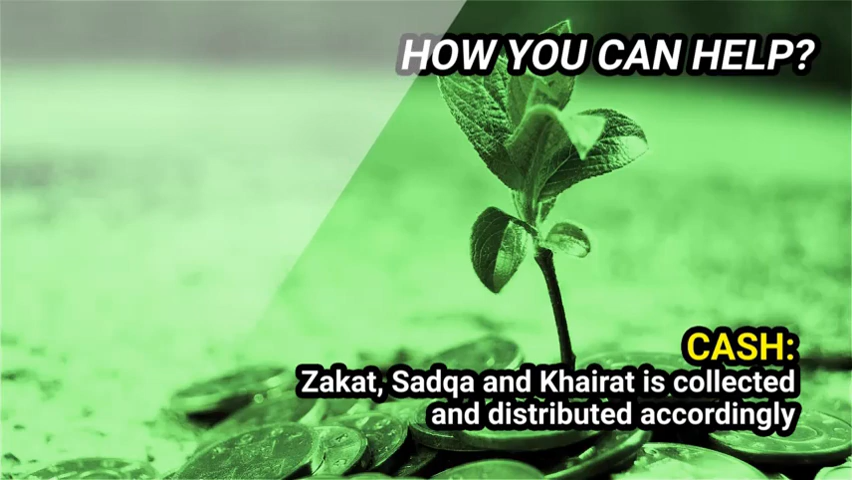 HOW YOU CAN HELP?
CASH:
Zakat, Sadqa and Khairat is collected
and distributed accordingly